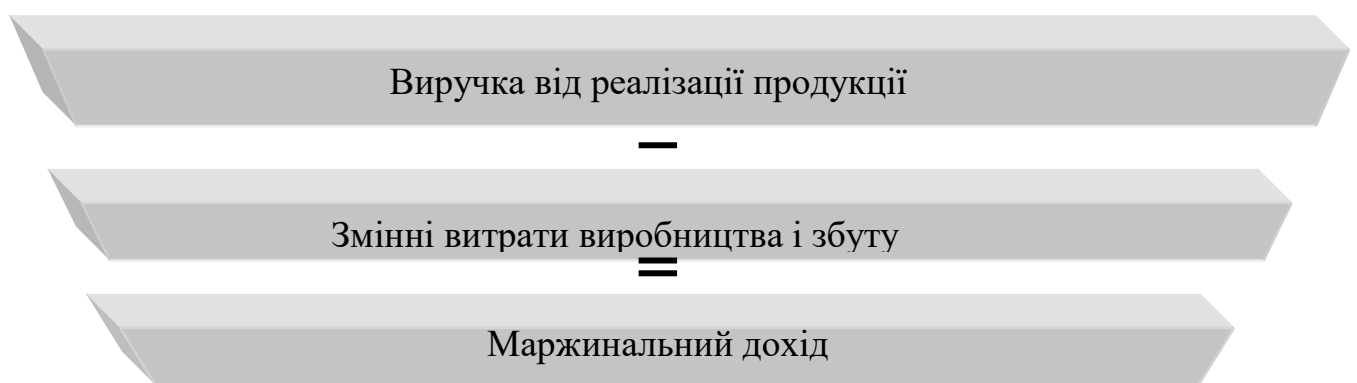 Виручка від реалізації продукції
–
Змінні витрати виробництва і збуту
=
Маржинальний дохід